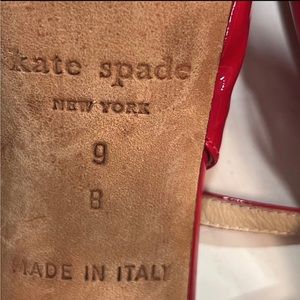 kate spade
NEW YORK
9
B
MADE IN ITALY